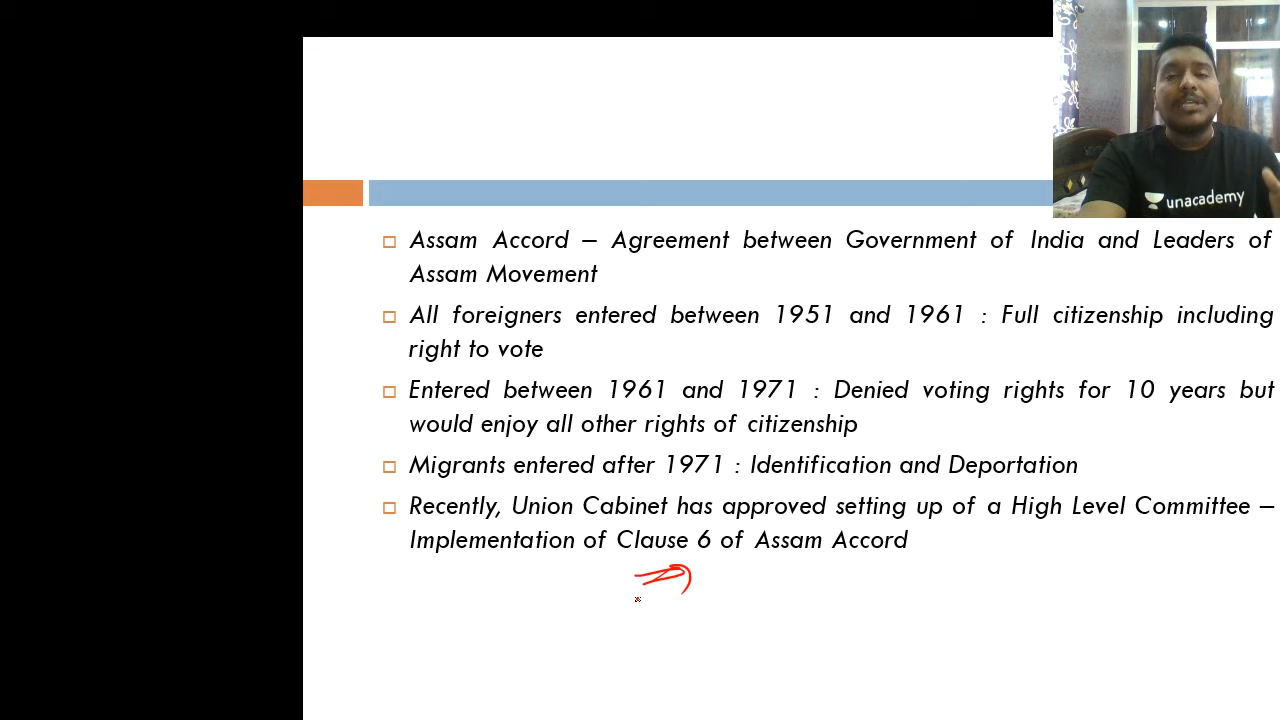 unacademy
Assam Accord – Agreement between Government of India and Leaders of
Assam Movement
All foreigners entered between 1951 and 1961 : Full citizenship including
right to vote
Entered between 1961 and 1971 : Denied voting rights for 10 years but
would enjoy all other rights of citizenship
Migrants entered after 1971 : Identification and Deportation
Recently, Union Cabinet has approved setting up of a High Level Committee –
Implementation of Clause 6 of Assam Accord